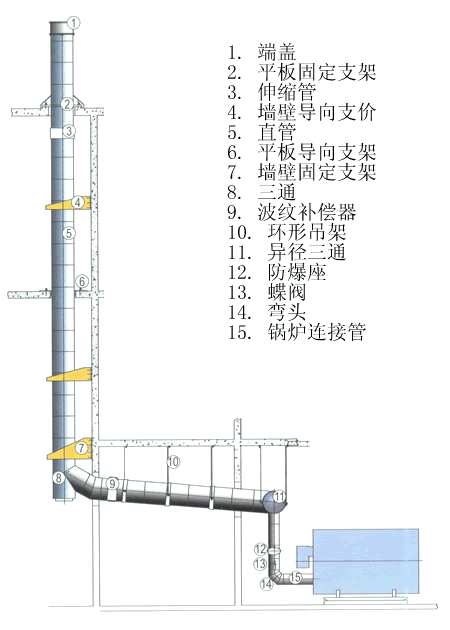 1. 端盖
2. 平板固定支架
3. 伸缩管
4. 墙壁导向支价
5. 直管
6. 平板导向支架
7. 墙壁固定支架
8. 三通
9. 波纹补偿器
10. 环形吊架
11. 异径三通
12. 防爆座
13. 蝶阀
14. 弯头
15. 锅炉连接管
1
2
3
4
5
6
7
8
9
10
11
12
13
14
15